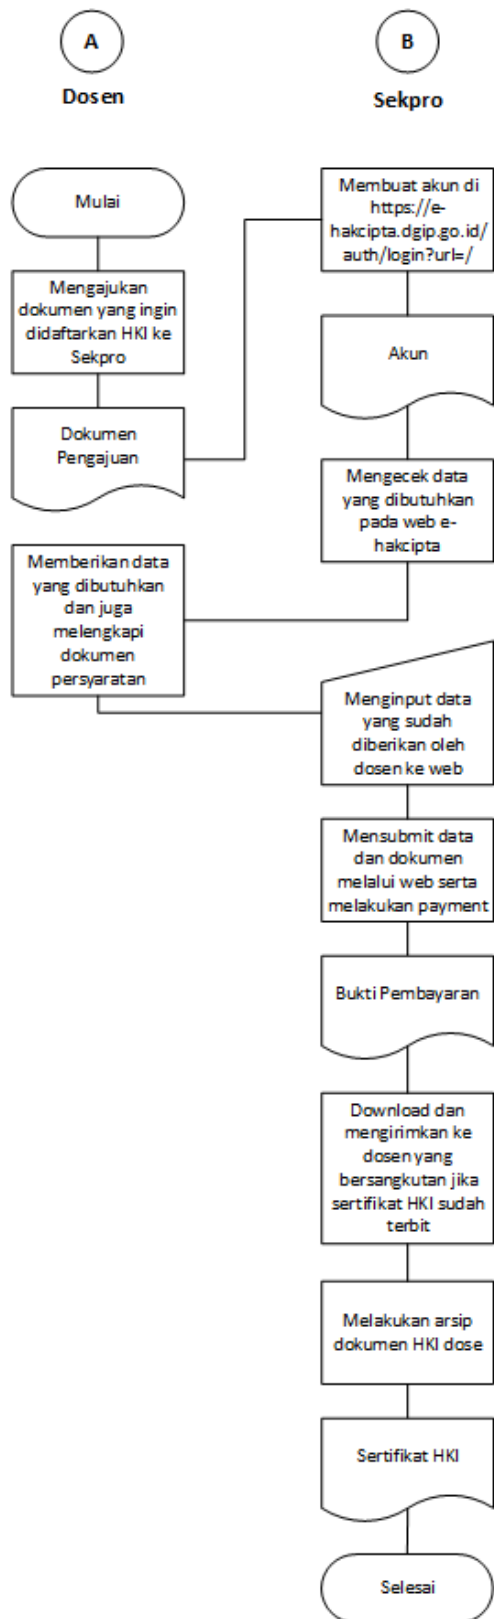 A
Dosen
B
Sekpro
Mulai
Mengajukan
dokumen yang ingin
didaftarkan HKI ke
Sekpro
Dokumen
Pengajuan
Membuat akun di
https://e-
hakcipta.dgip.go.id/
auth/login?url=/
Akun
Mengecek data
yang dibutuhkan
pada web e-
hakcipta
Memberikan data
yang dibutuhkan
dan juga
melengkapi
dokumen
persyaratan
Menginput data
yang sudah
diberikan oleh
dosen ke web
Mensubmit data
dan dokumen
melalui web serta
melakukan payment
Bukti Pembayaran
Download dan
mengirimkan ke
dosen yang
bersangkutan jika
sertifikat HKI sudah
terbit
Melakukan arsip
dokumen HKI dose
Sertifikat HKI
Selesai